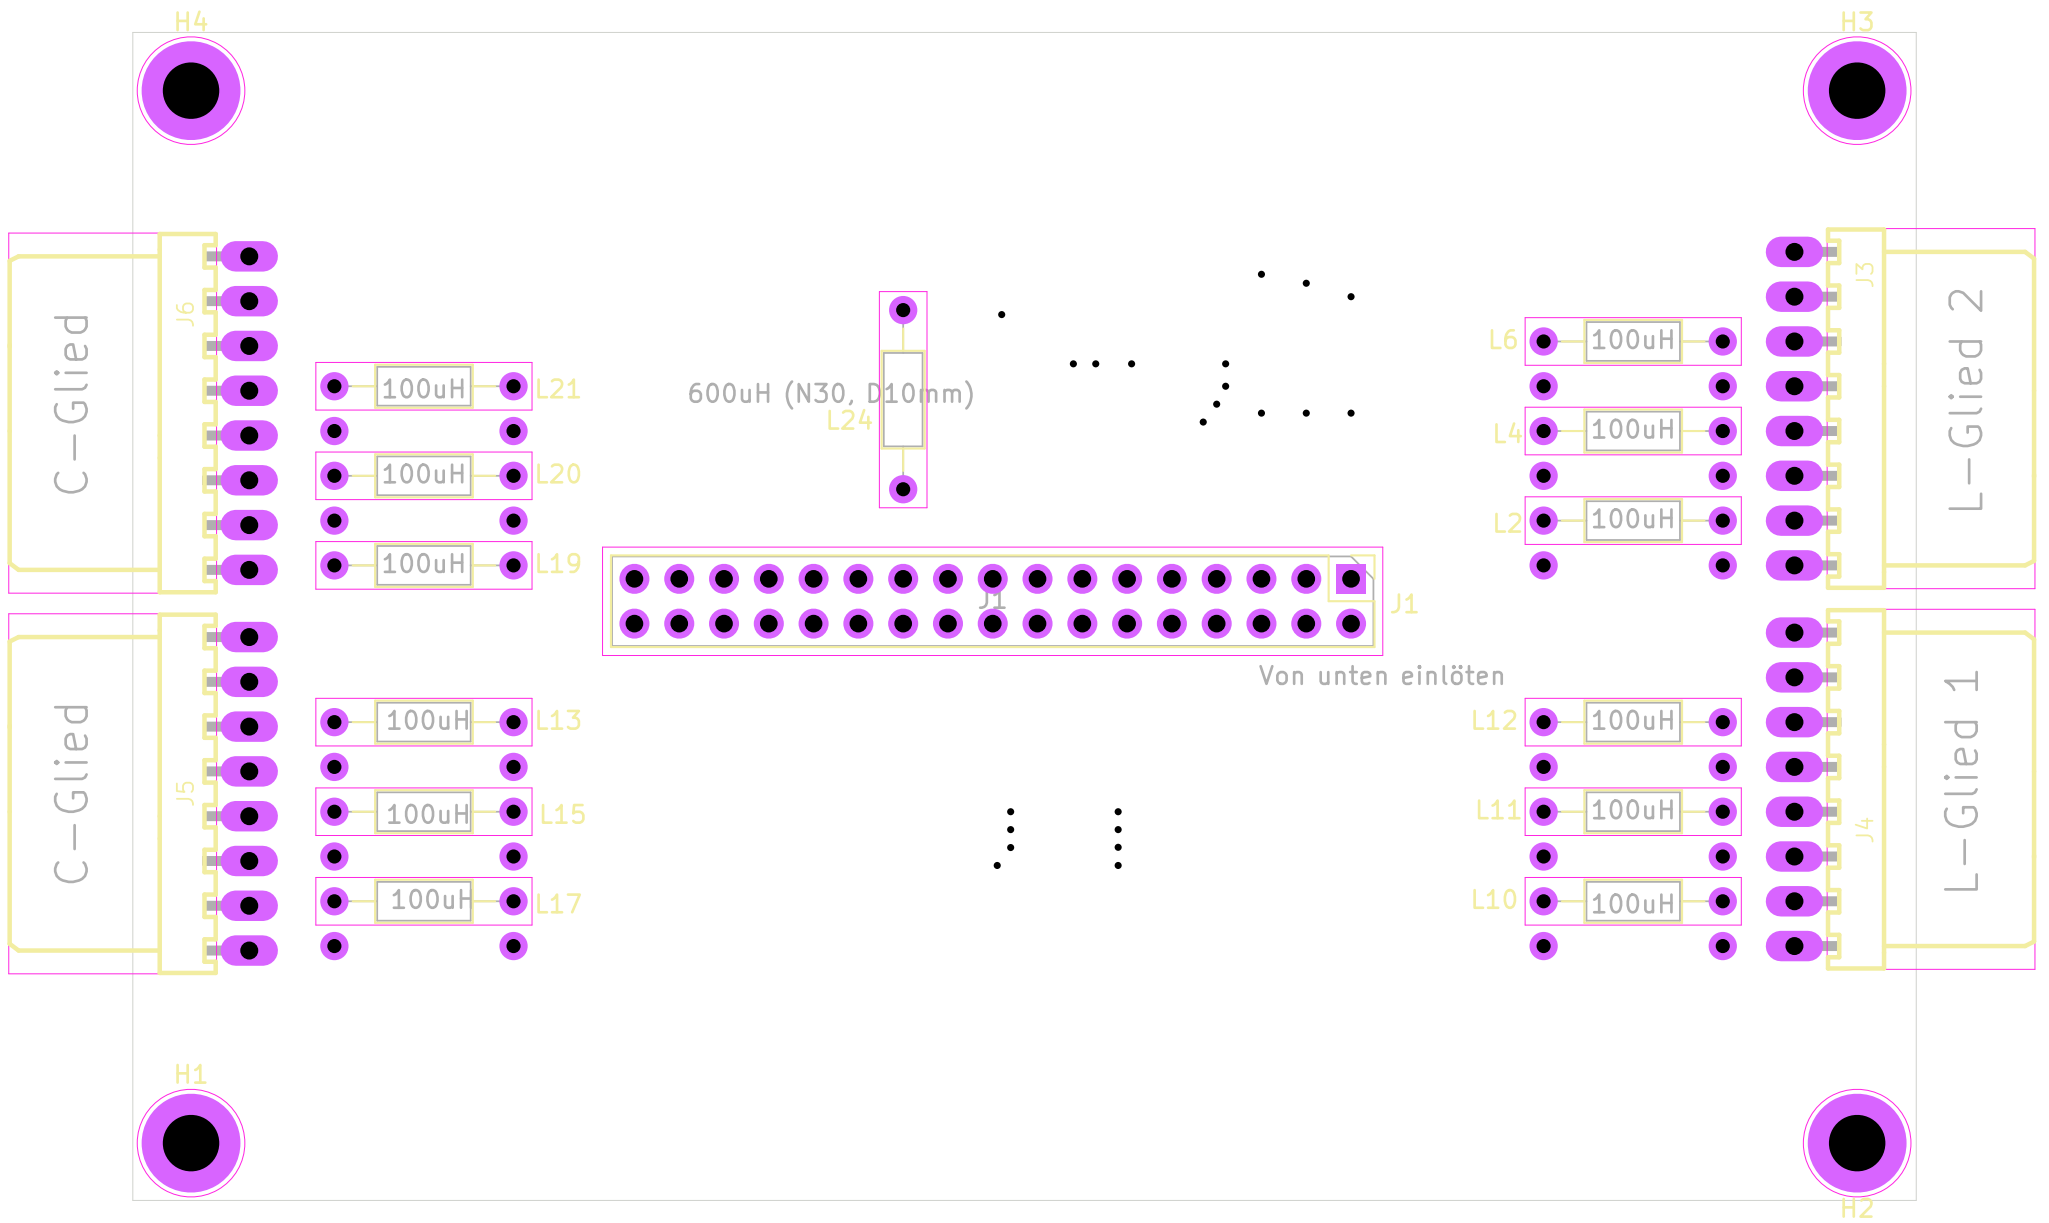 H4
H3
J6
J3
C-Glied
L-Glied 2
L6
100uH
100uH
L21
600uH (N30, D10mm)
L24
L4
100uH
100uH
L20
L2
100uH
100uH
L19
J1
J1
Von unten einlöten
C-Glied
J5
100uH
L13
L12
100uH
100uH
L15
L11
100uH
J4
L-Glied 1
100uH
L17
L10
100uH
H1
H2